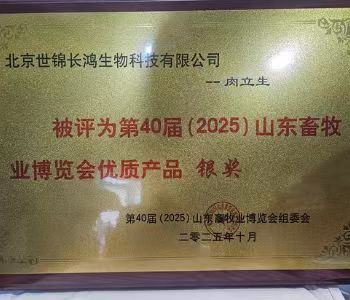 北京世锦长鸿生物科技有限公司
--肉立生
被评为第40届(2025)山东畜牧
业博览会优质产品 银奖
第40届(2025)山东畜牧业博览会组委会
二零二五年十月